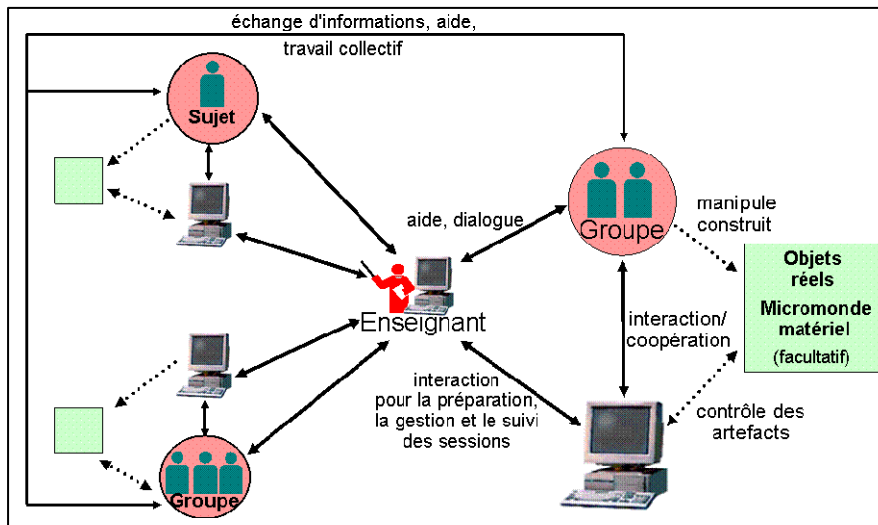 échange d'informations, aide,
travail collectif
Sujet
aide, dialogue
Groupe
manipule
construit
Objets
réels
Micromonde
matériel
(facultatif)
Enseignant
interaction/
coopération
interaction
pour la préparation,
la gestion et le suivi
des sessions
contrôle des
artefacts
Groupe